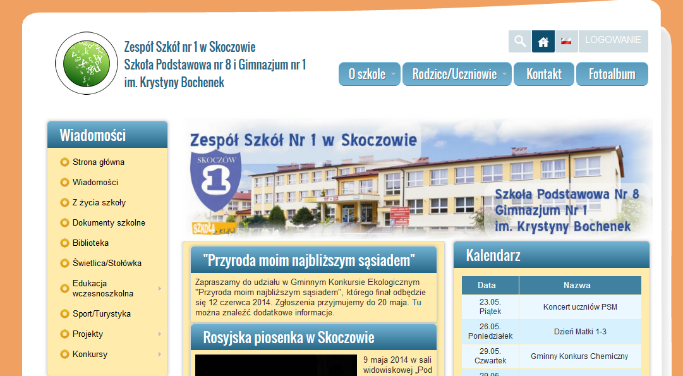 LOGOWANIE
Zespół Szkół nr 1 w Skoczowie
Szkoła Podstawowa nr 8 i Gimnazjum nr 1
im. Krystyny Bochenek
O szkole
Rodzice/Uczniowie
Kontakt
Fotoalbum
Wiadomości
Strona główna
Wiadomości
Z życia szkoły
Dokumenty szkolne
Biblioteka
Świetlica/Stołówka
Edukacja
wczesnoszkolna
Sport/Turystyka
Projekty
Konkursy
Zespół Szkół Nr 1 w Skoczowie
SKOCZÓW
1
Szkoła Podstawowa Nr 8
Gimnazjum Nr 1
im. Krystyny Bochenek
"Przyroda moim najbliższym sąsiadem"
Zapraszamy do udziału w Gminnym Konkursie Ekologicznym
"Przyroda moim najbliższym sąsiadem", którego finał odbędzie
się 12 czerwca 2014. Zgłoszenia przyjmujemy do 20 maja. Tu
można znaleźć dodatkowe informacje.
Rosyjska piosenka w Skoczowie
9 maja 2014 w sali
widowiskowej „Pod
Kalendarz
Data Nazwa
23.05.
Piątek
Koncert uczniów PSM
26.05.
Poniedziałek
Dzień Matki 1-3
29.05.
Czwartek
Gminny Konkurs Chemiczny
29.05.